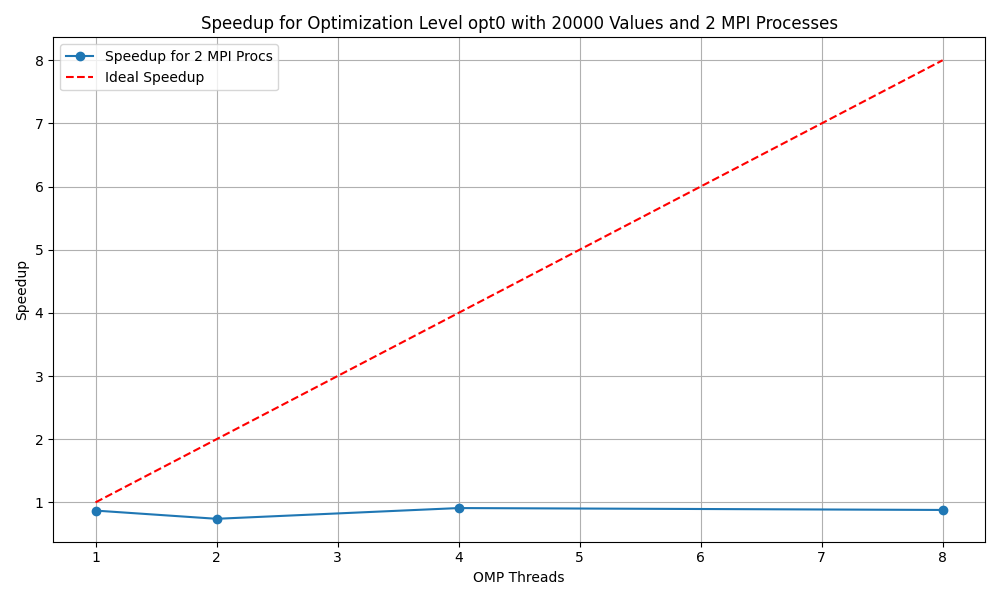 Speedup for Optimization Level opt0 with 20000 Values and 2 MPI Processes
Speedup for 2 MPI Procs
Ideal Speedup
8
7
6
5
4
3
2
1
Speedup
1 2 3 4 5 6 7 8
OMP Threads